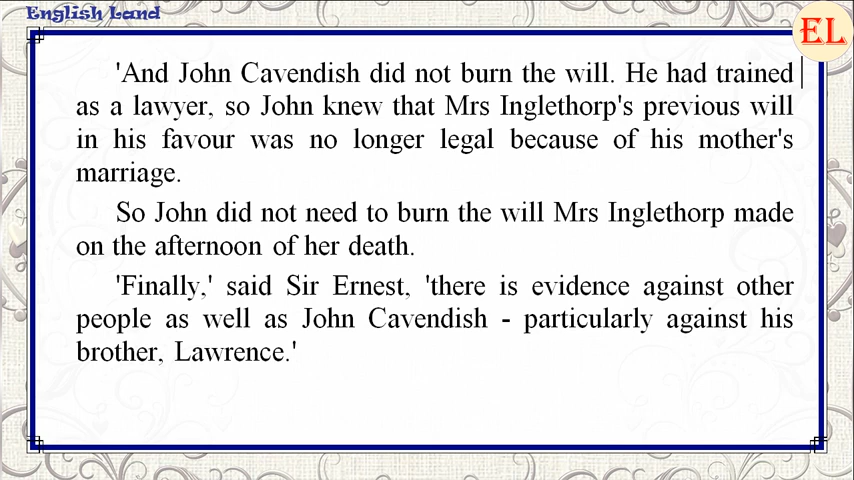 English Land
EL
'And John Cavendish did not burn the will. He had trained
as a lawyer, so John knew that Mrs Inglethorp's previous will
in his favour was no longer legal because of his mother's
marriage.
So John did not need to burn the will Mrs Inglethorp made
on the afternoon of her death.
'Finally,' said Sir Ernest, 'there is evidence against other
people as well as John Cavendish - particularly against his
brother, Lawrence.'